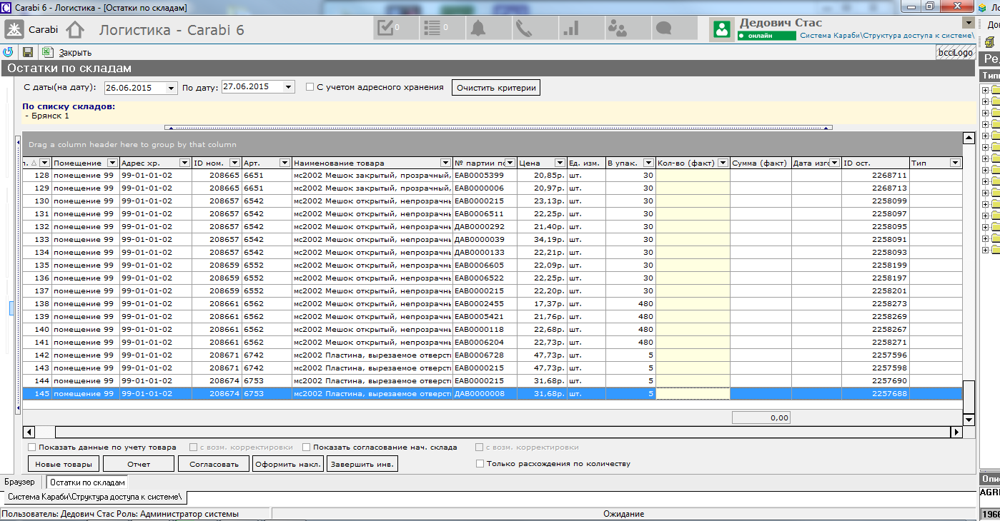 Carabi 6 - Логистика - [Остатки по складам]
Carabi Логистика - Carabi 6 0 0 Дедович Стас
онлайн Система Караби\Структура доступа к системе\
Закрыть bcciLogo
Остатки по складам
С даты(на дату): 26.06.2015 По дату: 27.06.2015 С учетом адресного хранения Очистить критерии
По списку складов:
- Брянск 1
Drag a column header here to group by that column
Помещение Адрес хр. ID ном. Арт. Наименование товара № партии по Цена Ед. изм. В упак. Кол-во (факт) Сумма (факт) Дата изго ID ост. Тип
128 помещение 99 99-01-01-02 208665 6651 мс2002 Мешок закрытый, прозрачный, ЕАВ0005399 20,85р. шт. 30 2268711
129 помещение 99 99-01-01-02 208665 6651 мс2002 Мешок закрытый, прозрачный, ЕАВ0000006 20,97р. шт. 30 2268713
130 помещение 99 99-01-01-02 208657 6542 мс2002 Мешок открытый, непрозрачнь ЕАВ0000215 23,13р. шт. 30 2258099
131 помещение 99 99-01-01-02 208657 6542 мс2002 Мешок открытый, непрозрачнь ЕАВ0006511 22,25р. шт. 30 2258097
132 помещение 99 99-01-01-02 208657 6542 мс2002 Мешок открытый, непрозрачнь ДАВ0000292 21,40р. шт. 30 2258095
133 помещение 99 99-01-01-02 208657 6542 мс2002 Мешок открытый, непрозрачнь ДАВ0000039 34,19р. шт. 30 2258091
134 помещение 99 99-01-01-02 208657 6542 мс2002 Мешок открытый, непрозрачнь ДАВ0000133 22,21р. шт. 30 2258093
135 помещение 99 99-01-01-02 208659 6552 мс2002 Мешок открытый, непрозрачнь ЕАВ0006605 22,09р. шт. 30 2258199
136 помещение 99 99-01-01-02 208659 6552 мс2002 Мешок открытый, непрозрачнь ЕАВ0006522 22,25р. шт. 30 2258197
137 помещение 99 99-01-01-02 208659 6552 мс2002 Мешок открытый, непрозрачнь ЕАВ0000215 22,20р. шт. 30 2258201
138 помещение 99 99-01-01-02 208661 6562 мс2002 Мешок открытый, непрозрачнь ЕАВ0002455 17,37р. шт. 480 2258273
139 помещение 99 99-01-01-02 208661 6562 мс2002 Мешок открытый, непрозрачнь ЕАВ0005421 21,76р. шт. 480 2258269
140 помещение 99 99-01-01-02 208661 6562 мс2002 Мешок открытый, непрозрачнь ЕАВ0000118 22,68р. шт. 480 2258267
141 помещение 99 99-01-01-02 208661 6562 мс2002 Мешок открытый, непрозрачнь ЕАВ0006204 22,73р. шт. 480 2258271
142 помещение 99 99-01-01-02 208671 6742 мс2002 Пластина, вырезаемое отверсті ЕАВ0006728 47,73р. шт. 5 2257596
143 помещение 99 99-01-01-02 208671 6742 мс2002 Пластина, вырезаемое отверсті ЕАВ0000215 47,73р. шт. 5 2257598
144 помещение 99 99-01-01-02 208674 6753 мс2002 Пластина, вырезаемое отверсті ЕАВ0000215 31,68р. шт. 5 2257690
145 помещение 99 99-01-01-02 208674 6753 мс2002 Пластина, вырезаемое отверсті ДАВ0000008 31,68р. шт. 5 2257688
0,00
Показать данные по учету товара с возм. корректировки Показать согласование нач. склада с возм. корректировки
Новые товары Отчет Согласовать Оформить накл. Завершить инв. Только расхождения по количеству
Браузер Остатки по складам
Система Караби\Структура доступа к системе\
Пользователь: Дедович Стас Роль: Администратор системы Ожидание
Ло
До
Ре
Типи
Опи
AGRI
1966